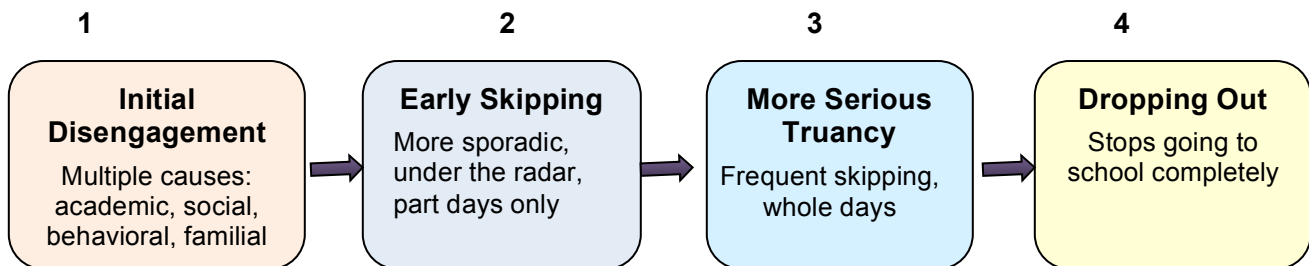 1
2
3
4
Initial
Disengagement
Multiple causes:
academic, social,
behavioral, familial
Early Skipping
More sporadic,
under the radar,
part days only
More Serious
Truancy
Frequent skipping,
whole days
Dropping Out
Stops going to
school completely